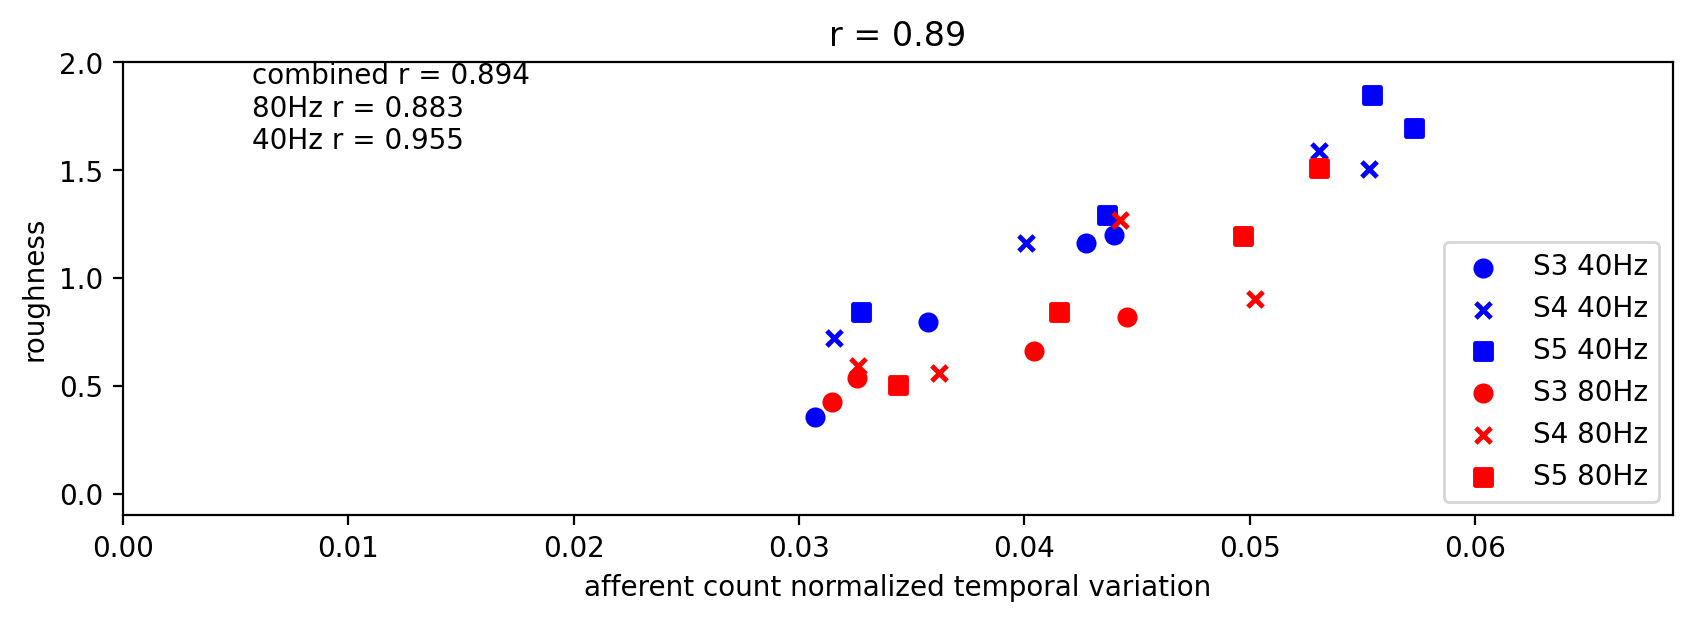 r = 0.89
combined r = 0.894
80Hz r = 0.883
40Hz r = 0.955
2.0
1.5
1.0
0.5
0.0
roughness
S3 40Hz
S4 40Hz
S5 40Hz
S3 80Hz
S4 80Hz
S5 80Hz
0.00 0.01 0.02 0.03 0.04 0.05 0.06
afferent count normalized temporal variation